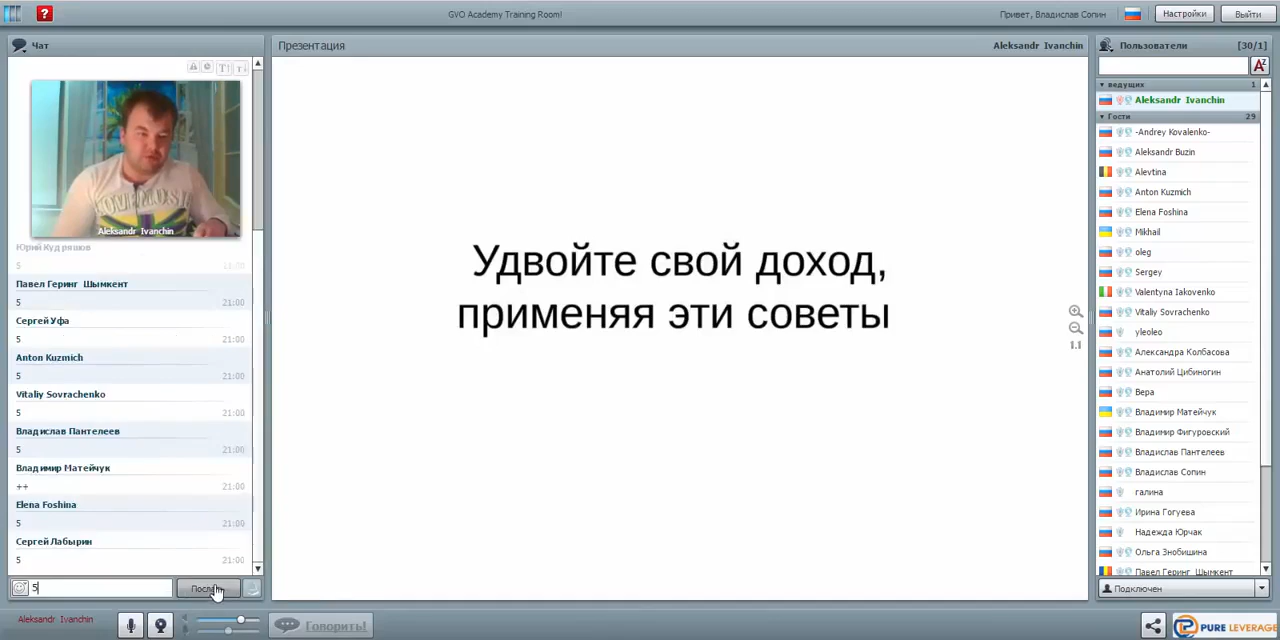 GVO Academy Training Room!
Привет, Владислав Сопин
Настройки
Выйти
Чат
Aleksandr Ivanchin
Юрий Кудряшов
5
11:00
Павел Геринг Шымкент
5
21:00
Сергей Уфа
5
21:00
Anton Kuzmich
5
21:00
Vitaliy Sovrachenko
5
21:00
Владислав Пантелеев
5
21:00
Владимир Матейчук
++
21:00
Elena Foshina
5
21:00
Сергей Лабырин
5
21:00
5
Aleksandr Ivanchin
Презентация
Aleksandr Ivanchin
Удвойте свой доход,
применяя эти советы
1.1
Говорить!
Пользователи
[30/1]
ведущих
1
Aleksandr Ivanchin
Гости
29
-Andrey Kovalenko-
Aleksandr Buzin
Alevtina
Anton Kuzmich
Elena Foshina
Mikhail
oleg
Sergey
Valentyna Iakovenko
Vitaliy Sovrachenko
yleoleo
Александра Колбасова
Анатолий Цибиногин
Вера
Владимир Матейчук
Владимир Фигуровский
Владислав Пантелеев
Владислав Сопин
галина
Ирина Гогуева
Надежда Юрчак
Ольга Знобишина
Павел Геринг Шымкент
Подключен
PURE LEVERAGE